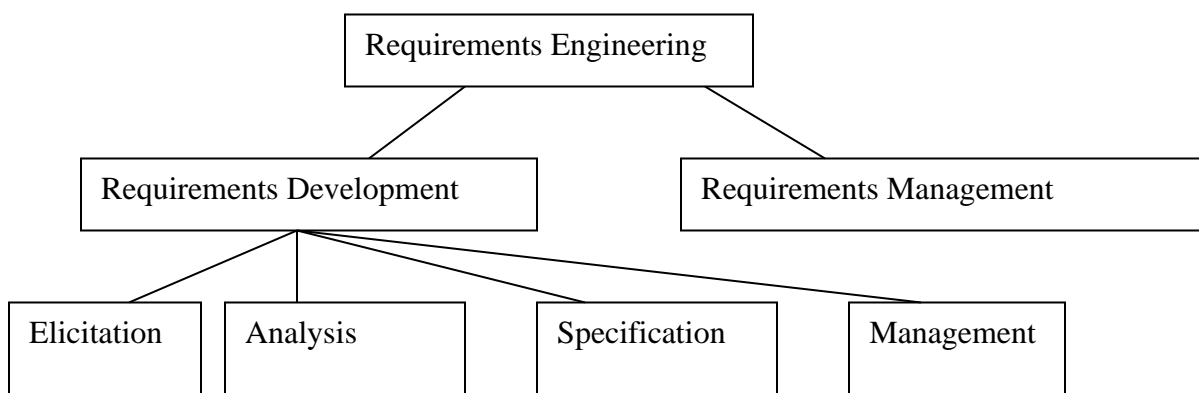 Requirements Engineering
Requirements Development
Requirements Management
Elicitation
Analysis
Specification
Management